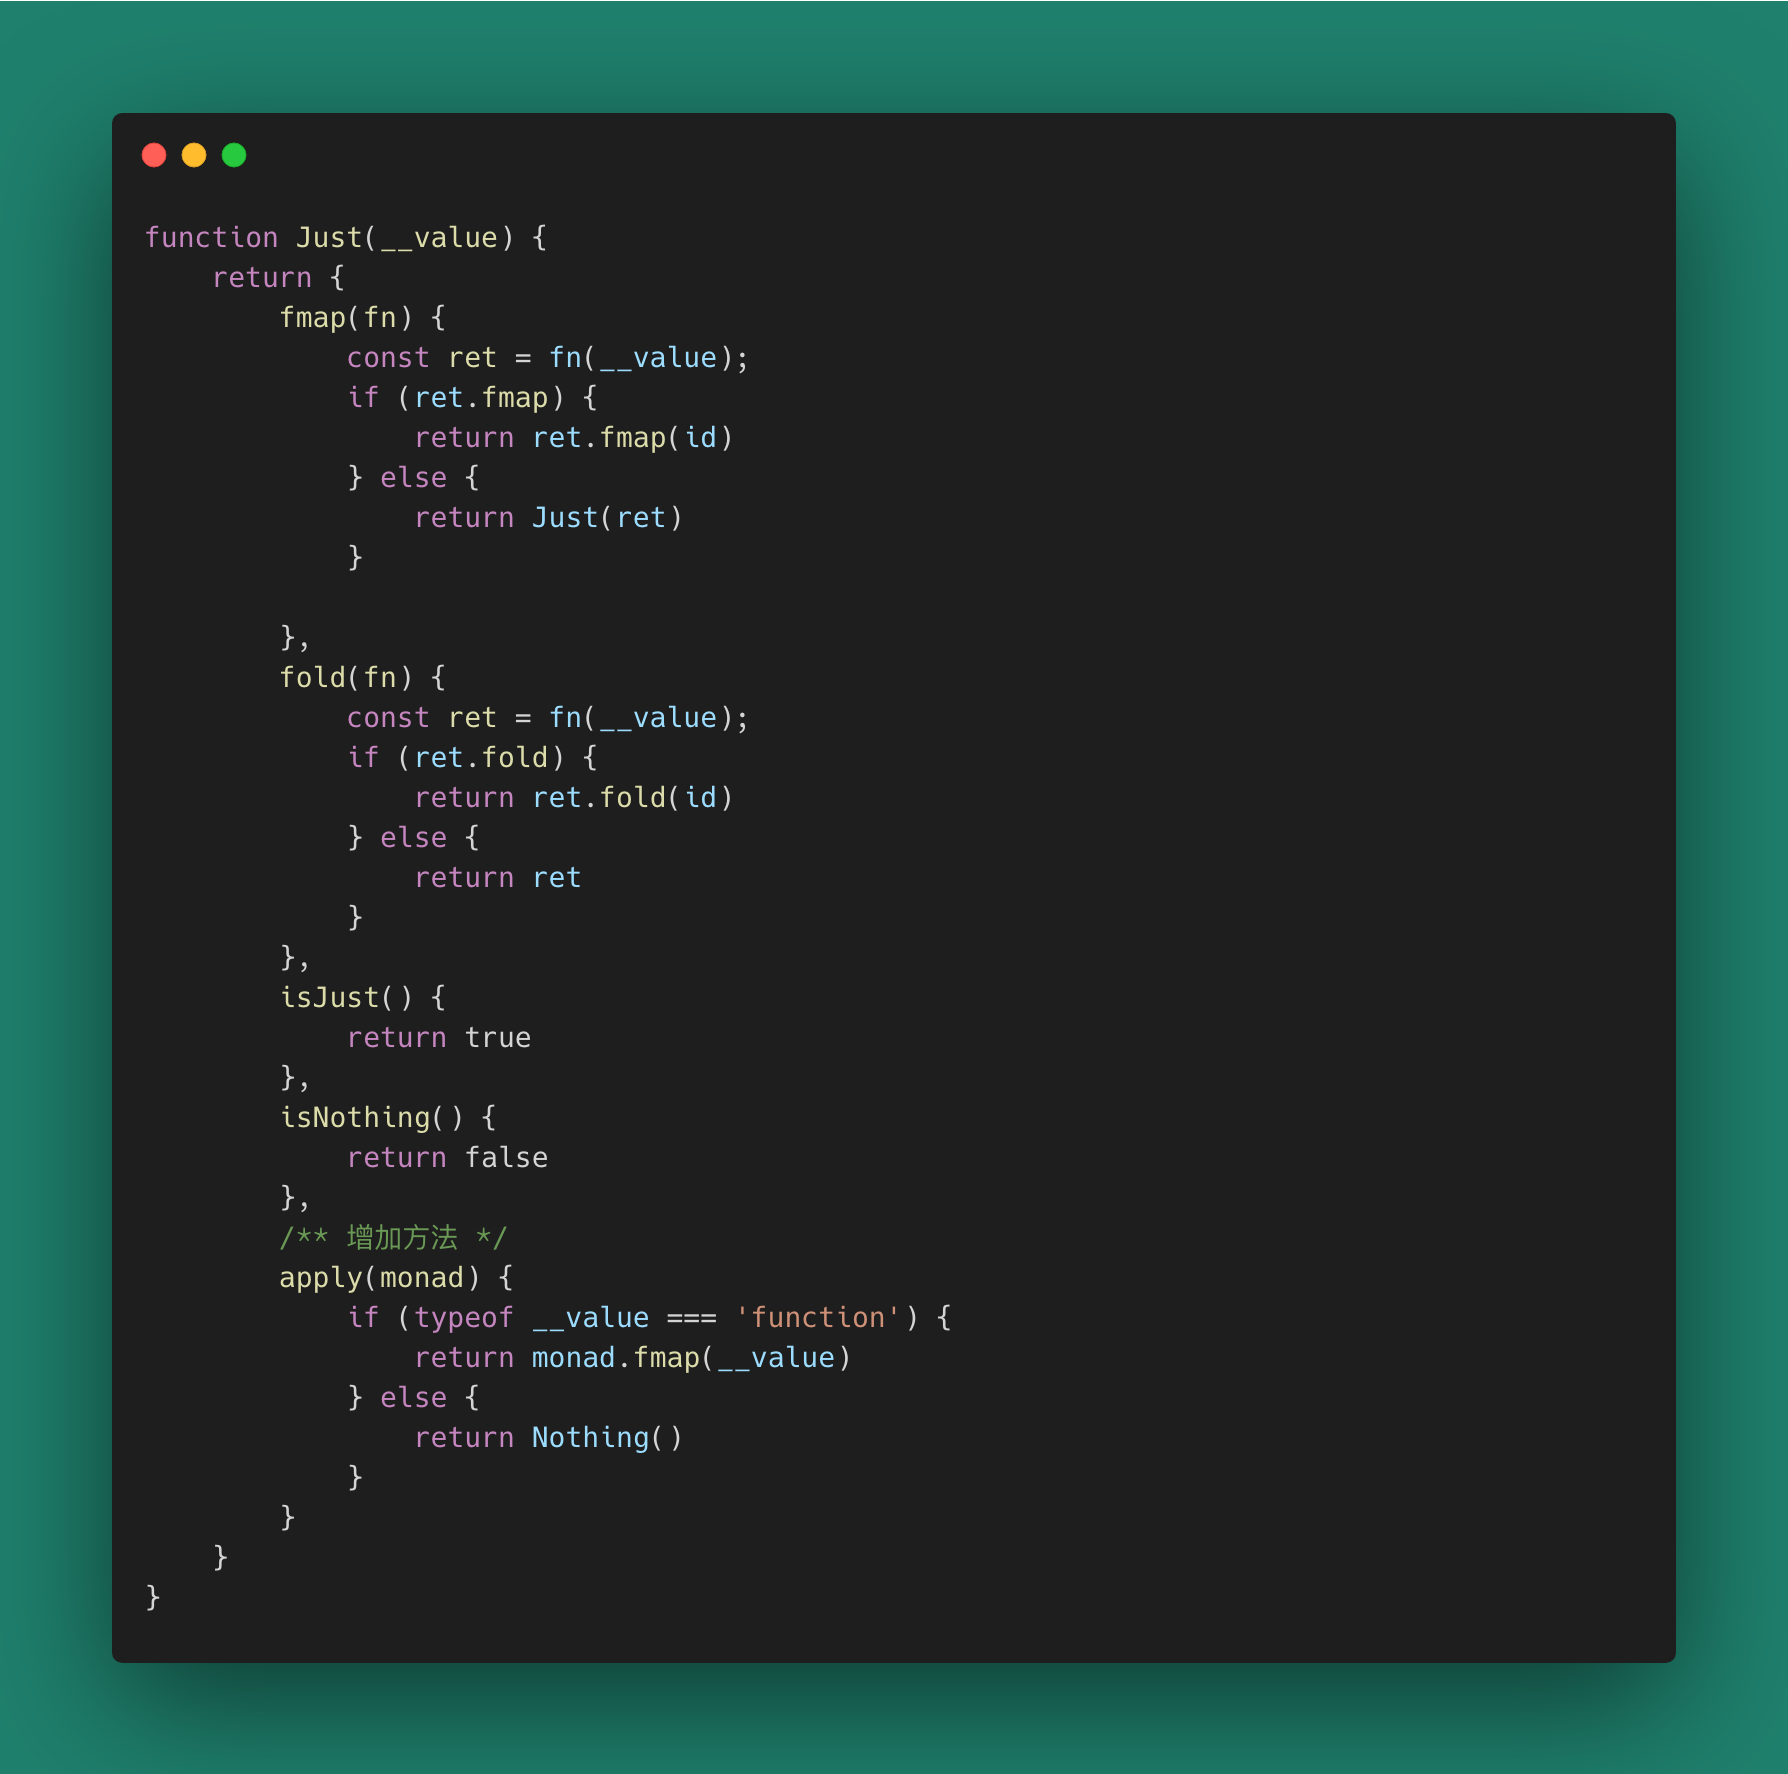 function Just(__value) {
    return {
        fmap(fn) {
            const ret = fn(__value);
            if (ret.fmap) {
                return ret.fmap(id)
            } else {
                return Just(ret)
            }

        },
        fold(fn) {
            const ret = fn(__value);
            if (ret.fold) {
                return ret.fold(id)
            } else {
                return ret
            }
        },
        isJust() {
            return true
        },
        isNothing() {
            return false
        },
        /** 增加方法 */
        apply(monad) {
            if (typeof __value === 'function') {
                return monad.fmap(__value)
            } else {
                return Nothing()
            }
        }
    }
}